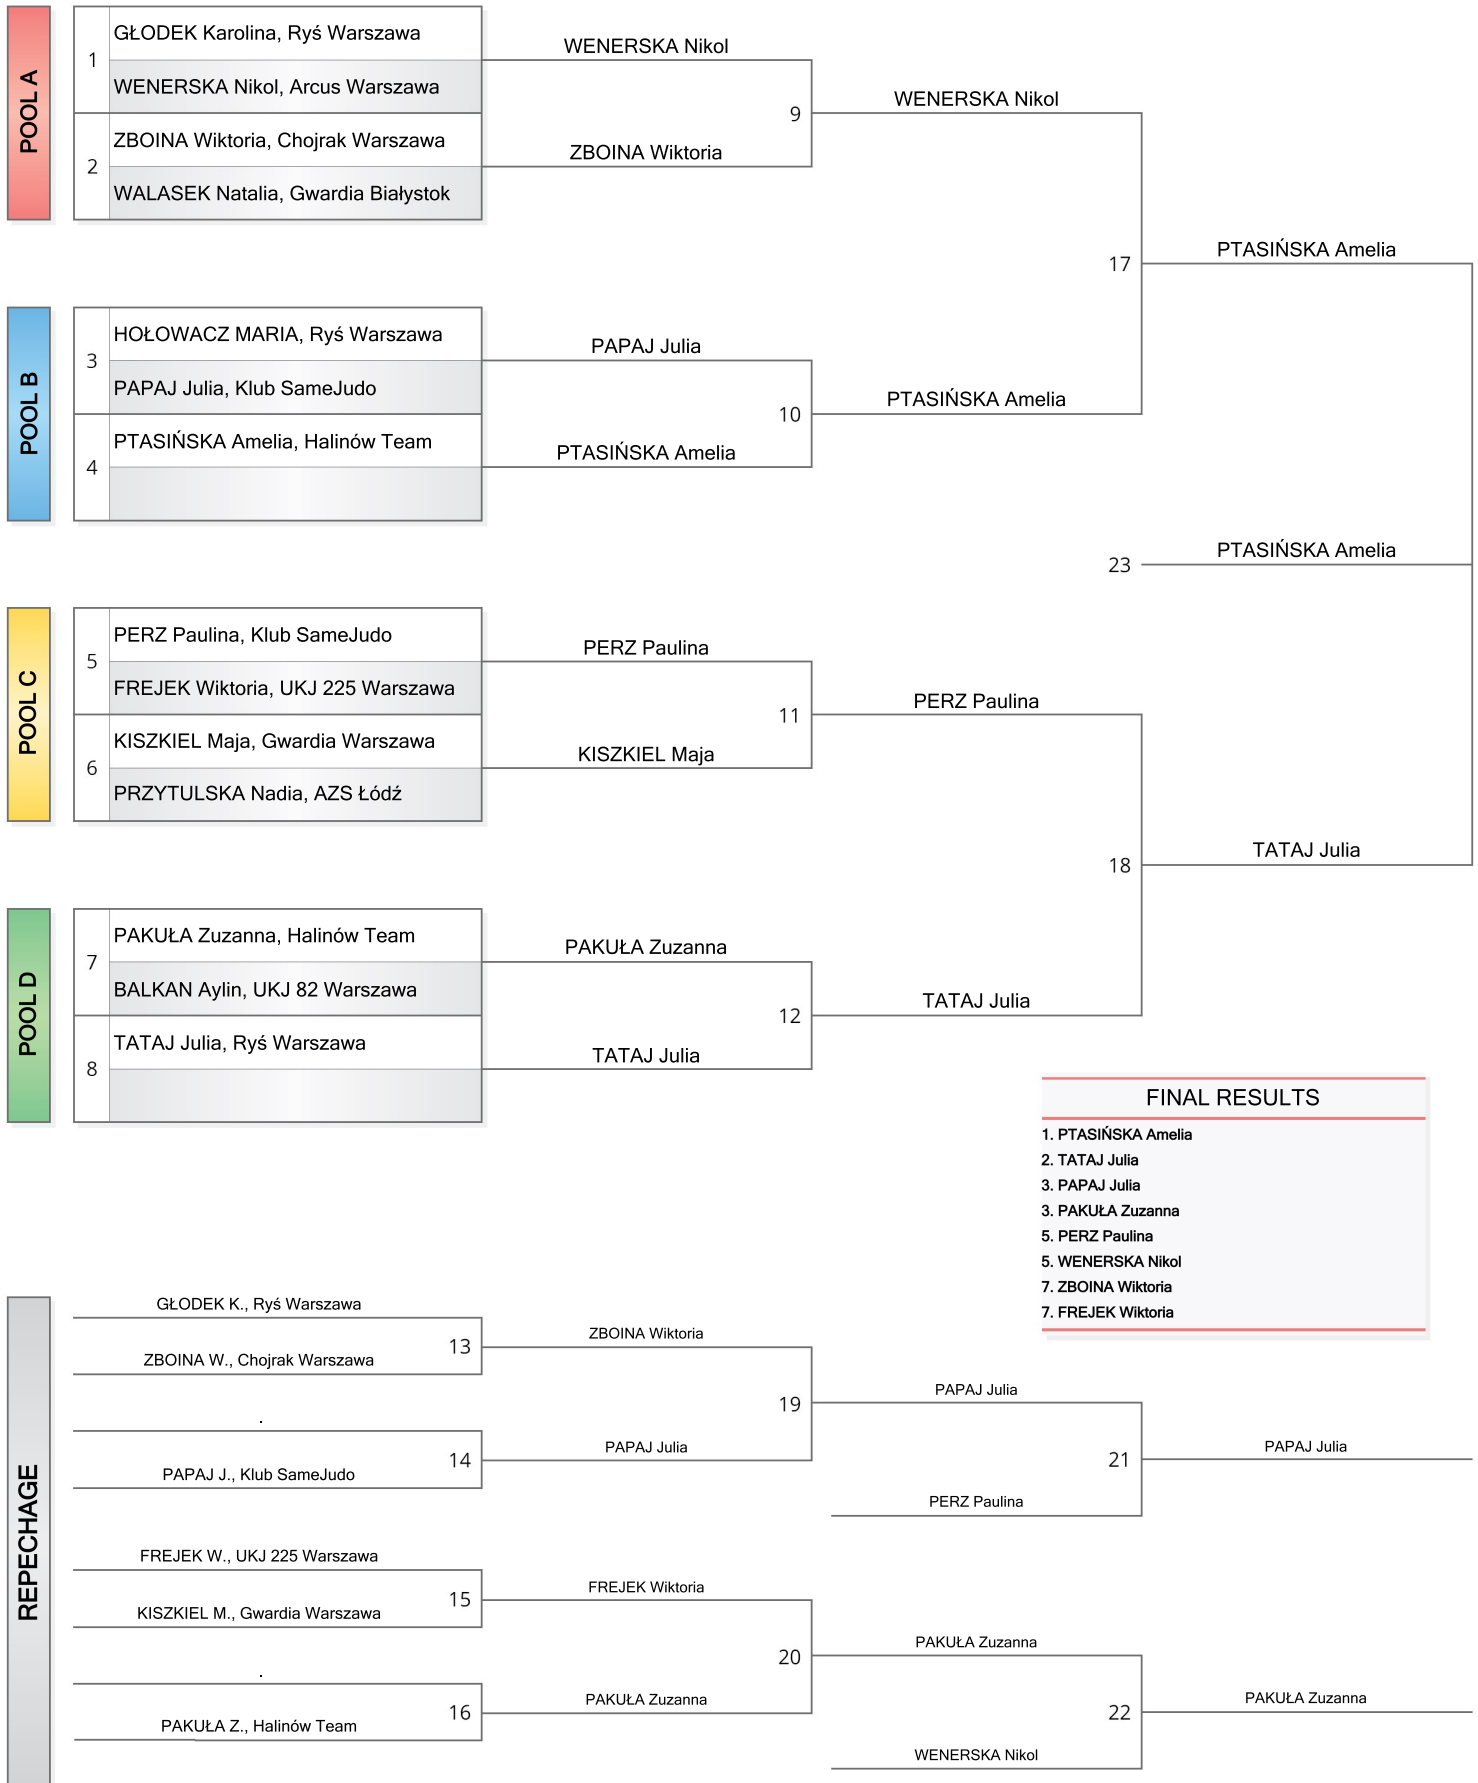 POOL A
1
GŁODEK Karolina, Ryś Warszawa
WENERSKA Nikol, Arcus Warszawa
2
ZBOINA Wiktoria, Chojrak Warszawa
WALASEK Natalia, Gwardia Białystok
WENERSKA Nikol
ZBOINA Wiktoria
9
WENERSKA Nikol
17
PTASIŃSKA Amelia
POOL B
3
HOŁOWACZ MARIA, Ryś Warszawa
PAPAJ Julia, Klub SameJudo
4
PTASIŃSKA Amelia, Halinów Team
PAPAJ Julia
PTASIŃSKA Amelia
10
PTASIŃSKA Amelia
23
PTASIŃSKA Amelia
POOL C
5
PERZ Paulina, Klub SameJudo
FREJEK Wiktoria, UKJ 225 Warszawa
6
KISZKIEL Maja, Gwardia Warszawa
PRZYTULSKA Nadia, AZS Łódź
PERZ Paulina
KISZKIEL Maja
11
PERZ Paulina
18
TATAJ Julia
POOL D
7
PAKUŁA Zuzanna, Halinów Team
BALKAN Aylin, UKJ 82 Warszawa
8
TATAJ Julia, Ryś Warszawa
PAKUŁA Zuzanna
TATAJ Julia
12
TATAJ Julia
FINAL RESULTS
1. PTASIŃSKA Amelia
2. TATAJ Julia
3. PAPAJ Julia
3. PAKUŁA Zuzanna
5. PERZ Paulina
5. WENERSKA Nikol
7. ZBOINA Wiktoria
7. FREJEK Wiktoria
REPECHAGE
GŁODEK K., Ryś Warszawa
ZBOINA W., Chojrak Warszawa
13
ZBOINA Wiktoria
.
PAPAJ J., Klub SameJudo
14
PAPAJ Julia
19
PAPAJ Julia
PERZ Paulina
21
PAPAJ Julia
FREJEK W., UKJ 225 Warszawa
KISZKIEL M., Gwardia Warszawa
15
FREJEK Wiktoria
.
PAKUŁA Z., Halinów Team
16
PAKUŁA Zuzanna
20
PAKUŁA Zuzanna
WENERSKA Nikol
22
PAKUŁA Zuzanna